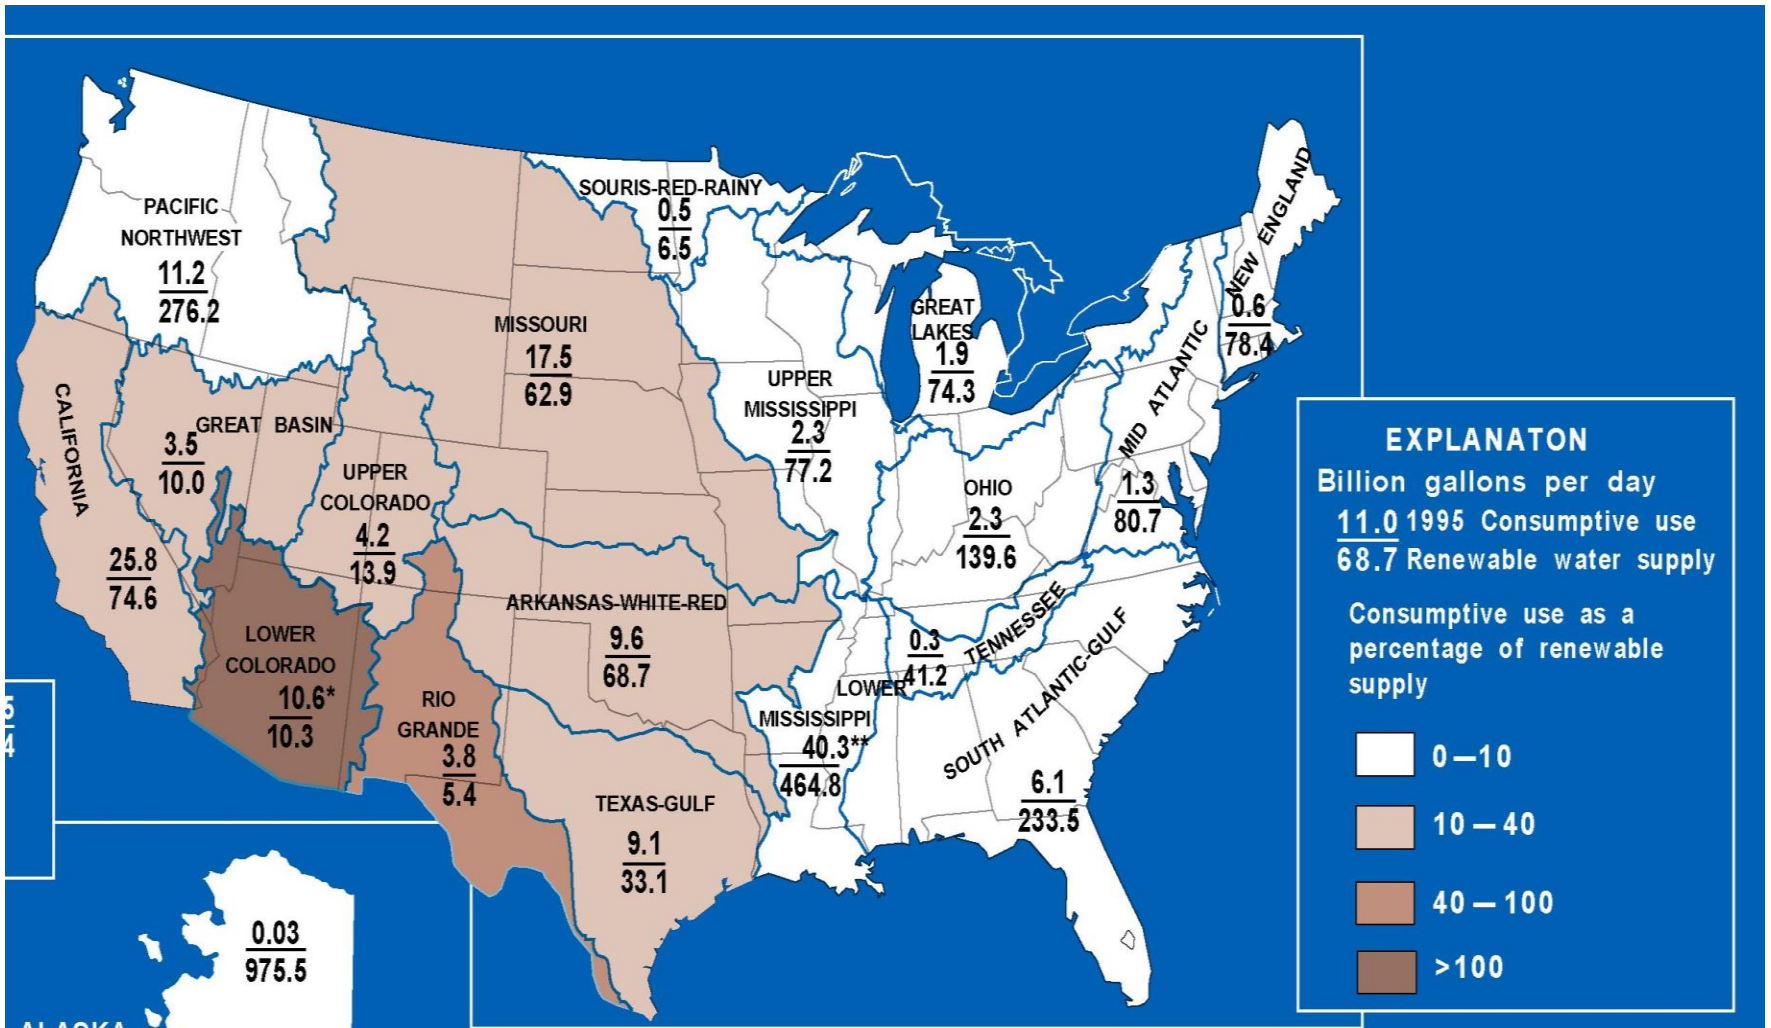 SOURIS-RED-RAINY
0.5
6.5
PACIFIC
NORTHWEST
11.2
276.2
NEW ENGLAND
0.6
78.4
GREAT
LAKES
1.9
74.3
MISSOURI
17.5
62.9
MID ATLANTIC
1.3
80.7
UPPER
MISSISSIPPI
2.3
77.2
CALIFORNIA
25.8
74.6
GREAT BASIN
3.5
10.0
UPPER
COLORADO
4.2
13.9
OHIO
2.3
139.6
ARKANSAS-WHITE-RED
9.6
68.7
TENNESSEE
0.3
41.2
LOWER
COLORADO
10.6*
10.3
RIO
GRANDE
3.8
5.4
LOWER
MISSISSIPPI
40.3**
464.8
SOUTH ATLANTIC-GULF
6.1
233.5
TEXAS-GULF
9.1
33.1
5
4
0.03
975.5
ALASKA
EXPLANATON
Billion gallons per day
11.0 1995 Consumptive use
68.7 Renewable water supply
Consumptive use as a
percentage of renewable
supply
0—10
10—40
40—100
>100